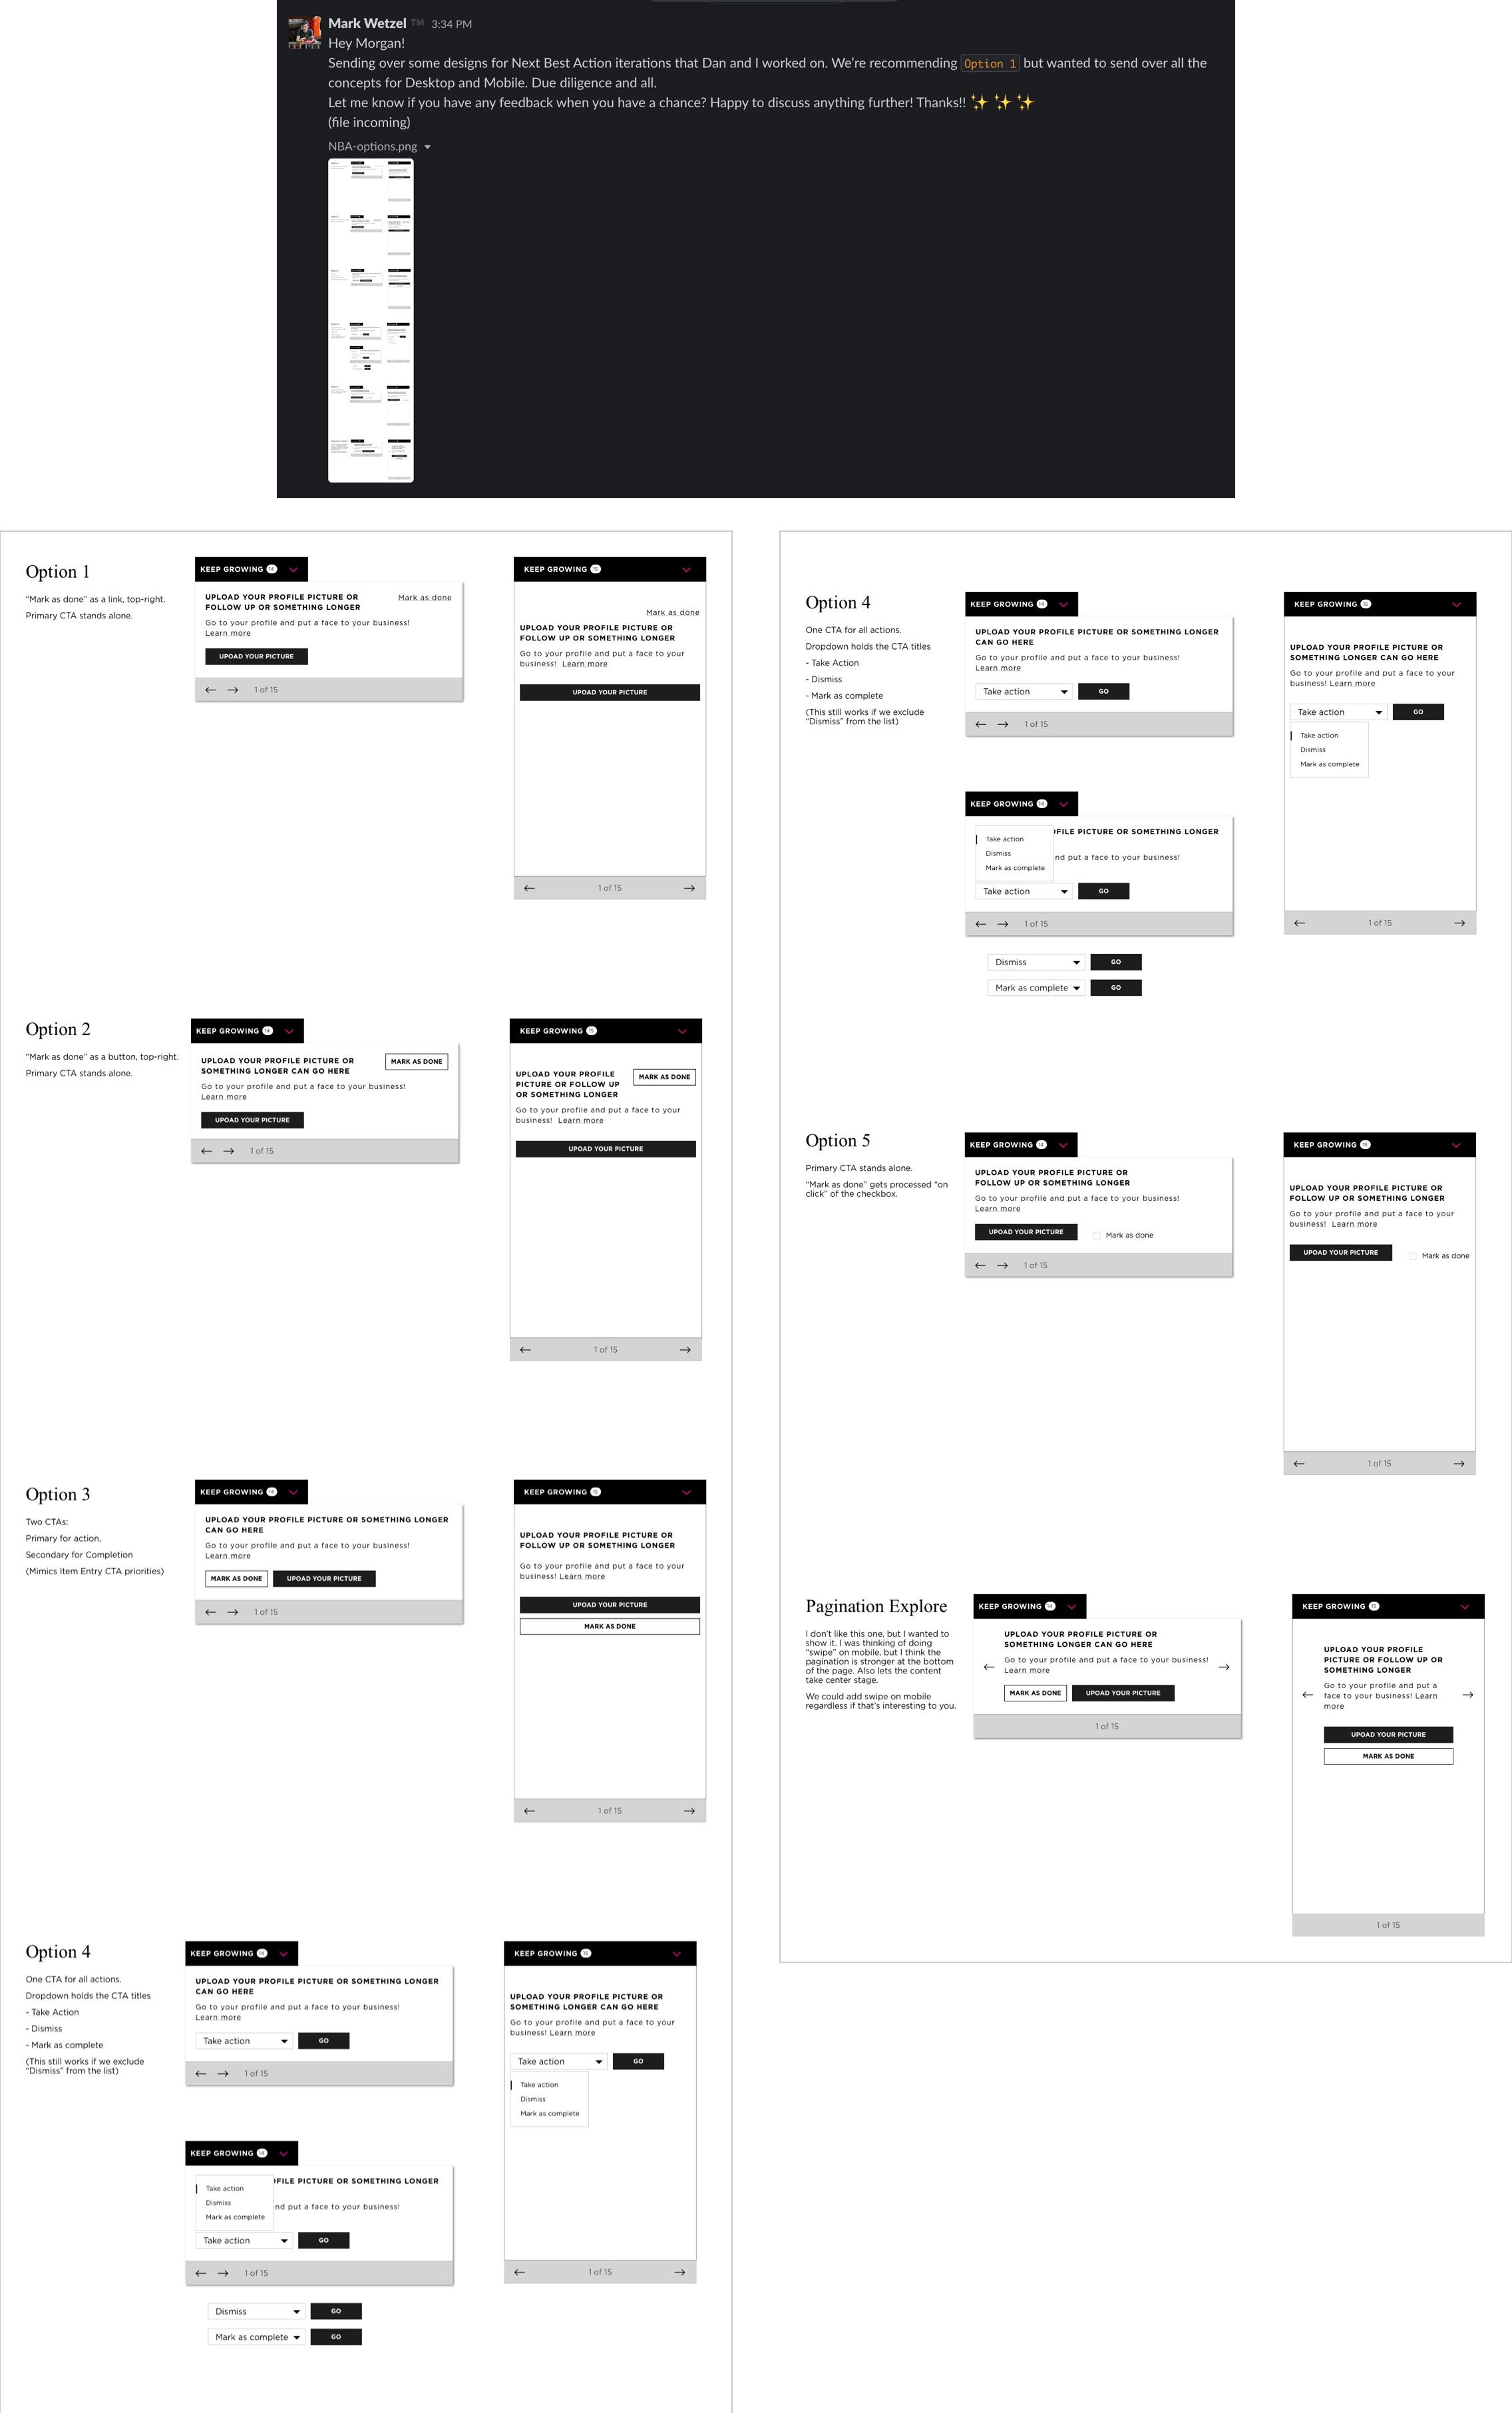 Mark Wetzel TM 3:34 PM
Hey Morgan!
Sending over some designs for Next Best Action iterations that Dan and I worked on. We’re recommending Option 1 but wanted to send over all the
concepts for Desktop and Mobile. Due diligence and all.
Let me know if you have any feedback when you have a chance? Happy to discuss anything further! Thanks!! ✨ ✨ ✨
(file incoming)
NBA-options.png
Option 1
“Mark as done” as a link, top-right.
Primary CTA stands alone.
KEEP GROWING 14
UPLOAD YOUR PROFILE PICTURE OR
FOLLOW UP OR SOMETHING LONGER
Mark as done
Go to your profile and put a face to your business!
Learn more
UPOAD YOUR PICTURE
← → 1 of 15
KEEP GROWING 15
Mark as done
UPLOAD YOUR PROFILE PICTURE OR
FOLLOW UP OR SOMETHING LONGER
Go to your profile and put a face to your
business! Learn more
UPOAD YOUR PICTURE
← 1 of 15 →
Option 2
“Mark as done” as a button, top-right.
Primary CTA stands alone.
KEEP GROWING 14
UPLOAD YOUR PROFILE PICTURE OR
SOMETHING LONGER CAN GO HERE
MARK AS DONE
Go to your profile and put a face to your business!
Learn more
UPOAD YOUR PICTURE
← → 1 of 15
KEEP GROWING 15
UPLOAD YOUR PROFILE
PICTURE OR FOLLOW UP
OR SOMETHING LONGER
MARK AS DONE
Go to your profile and put a face to your
business! Learn more
UPOAD YOUR PICTURE
← 1 of 15 →
Option 3
Two CTAs:
Primary for action,
Secondary for Completion
(Mimics Item Entry CTA priorities)
KEEP GROWING 14
UPLOAD YOUR PROFILE PICTURE OR SOMETHING LONGER
CAN GO HERE
Go to your profile and put a face to your business!
Learn more
MARK AS DONE UPOAD YOUR PICTURE
← → 1 of 15
KEEP GROWING 15
UPLOAD YOUR PROFILE PICTURE OR
FOLLOW UP OR SOMETHING LONGER
Go to your profile and put a face to your
business! Learn more
UPOAD YOUR PICTURE
MARK AS DONE
← 1 of 15 →
Option 4
One CTA for all actions.
Dropdown holds the CTA titles
- Take Action
- Dismiss
- Mark as complete
(This still works if we exclude
“Dismiss” from the list)
KEEP GROWING 14
UPLOAD YOUR PROFILE PICTURE OR SOMETHING LONGER
CAN GO HERE
Go to your profile and put a face to your business!
Learn more
Take action GO
← → 1 of 15
KEEP GROWING 14
OFILE PICTURE OR SOMETHING LONGER
Take action
Dismiss
nd put a face to your business!
Mark as complete
Take action GO
← → 1 of 15
Dismiss GO
Mark as complete GO
KEEP GROWING 15
UPLOAD YOUR PROFILE PICTURE OR
SOMETHING LONGER CAN GO HERE
Go to your profile and put a face to your
business! Learn more
Take action GO
Take action
Dismiss
Mark as complete
← 1 of 15 →
Option 4
One CTA for all actions.
Dropdown holds the CTA titles
- Take Action
- Dismiss
- Mark as complete
(This still works if we exclude
“Dismiss” from the list)
KEEP GROWING 14
UPLOAD YOUR PROFILE PICTURE OR SOMETHING LONGER
CAN GO HERE
Go to your profile and put a face to your business!
Learn more
Take action GO
← → 1 of 15
KEEP GROWING 14
OFILE PICTURE OR SOMETHING LONGER
Take action
Dismiss
nd put a face to your business!
Mark as complete
Take action GO
← → 1 of 15
Dismiss GO
Mark as complete GO
KEEP GROWING 15
UPLOAD YOUR PROFILE PICTURE OR
SOMETHING LONGER CAN GO HERE
Go to your profile and put a face to your
business! Learn more
Take action GO
Take action
Dismiss
Mark as complete
← 1 of 15 →
Option 5
Primary CTA stands alone.
“Mark as done” gets processed “on
click” of the checkbox.
KEEP GROWING 14
UPLOAD YOUR PROFILE PICTURE OR
FOLLOW UP OR SOMETHING LONGER
Go to your profile and put a face to your business!
Learn more
UPOAD YOUR PICTURE Mark as done
← → 1 of 15
KEEP GROWING 15
UPLOAD YOUR PROFILE PICTURE OR
FOLLOW UP OR SOMETHING LONGER
Go to your profile and put a face to your
business! Learn more
UPOAD YOUR PICTURE Mark as done
← 1 of 15 →
Pagination Explore
I don’t like this one, but I wanted to
show it. I was thinking of doing
“swipe” on mobile, but I think the
pagination is stronger at the bottom
of the page. Also lets the content
take center stage.
We could add swipe on mobile
regardless if that’s interesting to you.
KEEP GROWING 14
UPLOAD YOUR PROFILE PICTURE OR
SOMETHING LONGER CAN GO HERE
Go to your profile and put a face to your business!
Learn more
← →
MARK AS DONE UPOAD YOUR PICTURE
1 of 15
KEEP GROWING 15
UPLOAD YOUR PROFILE
PICTURE OR FOLLOW UP OR
SOMETHING LONGER
Go to your profile and put a
face to your business! Learn
more
← →
UPOAD YOUR PICTURE
MARK AS DONE
1 of 15